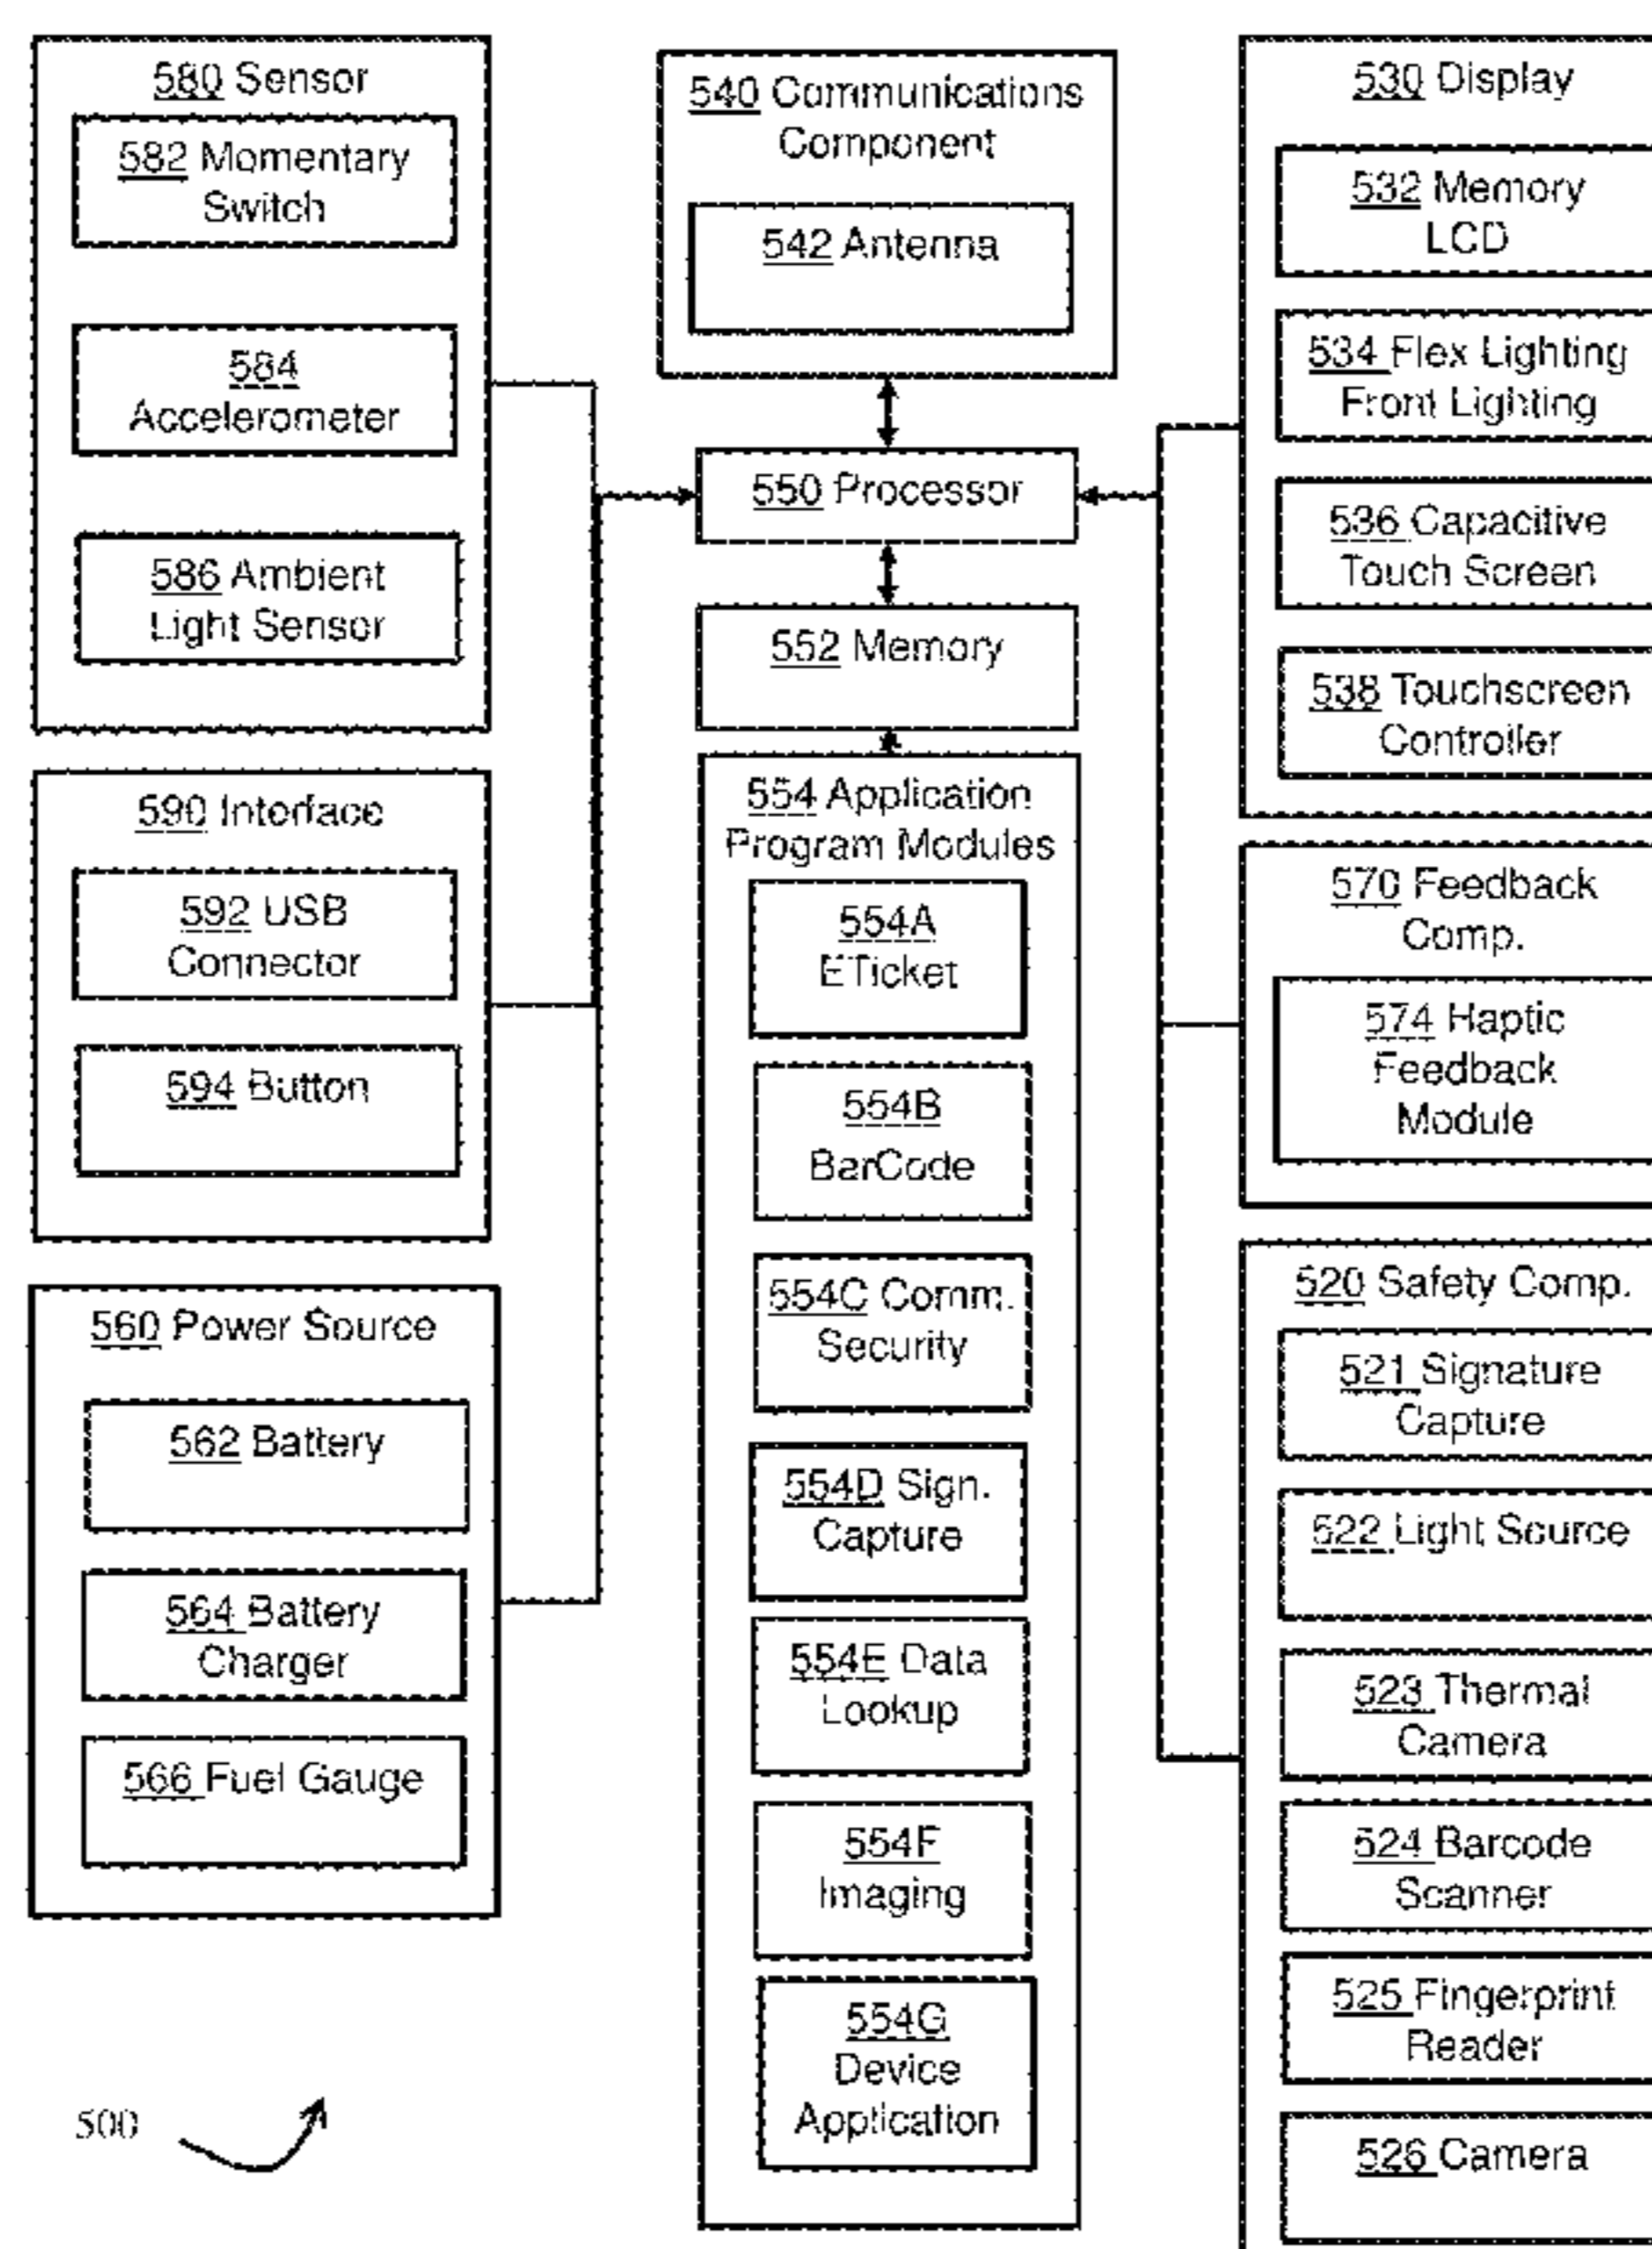 580 Sensor
582 Momentary
Switch
584
Accelerometer
586 Ambient
Light Sensor
590 Interface
592 USB
Connector
594 Button
560 Power Source
562 Battery
564 Battery
Charger
566 Fuel Gauge
500
540 Communications
Component
542 Antenna
550 Processor
552 Memory
554 Application
Program Modules
554A
ETicket
554B
BarCode
554C Comm.
Security
554D Sign.
Capture
554E Data
Lookup
554F
Imaging
554G
Device
Application
530 Display
532 Memory
LCD
534 Flex Lighting
Front Lighting
536 Capacitive
Touch Screen
538 Touchscreen
Controller
570 Feedback
Comp.
574 Haptic
Feedback
Module
520 Safety Comp.
521 Signature
Capture
522 Light Source
523 Thermal
Camera
524 Barcode
Scanner
525 Fingerprint
Reader
526 Camera